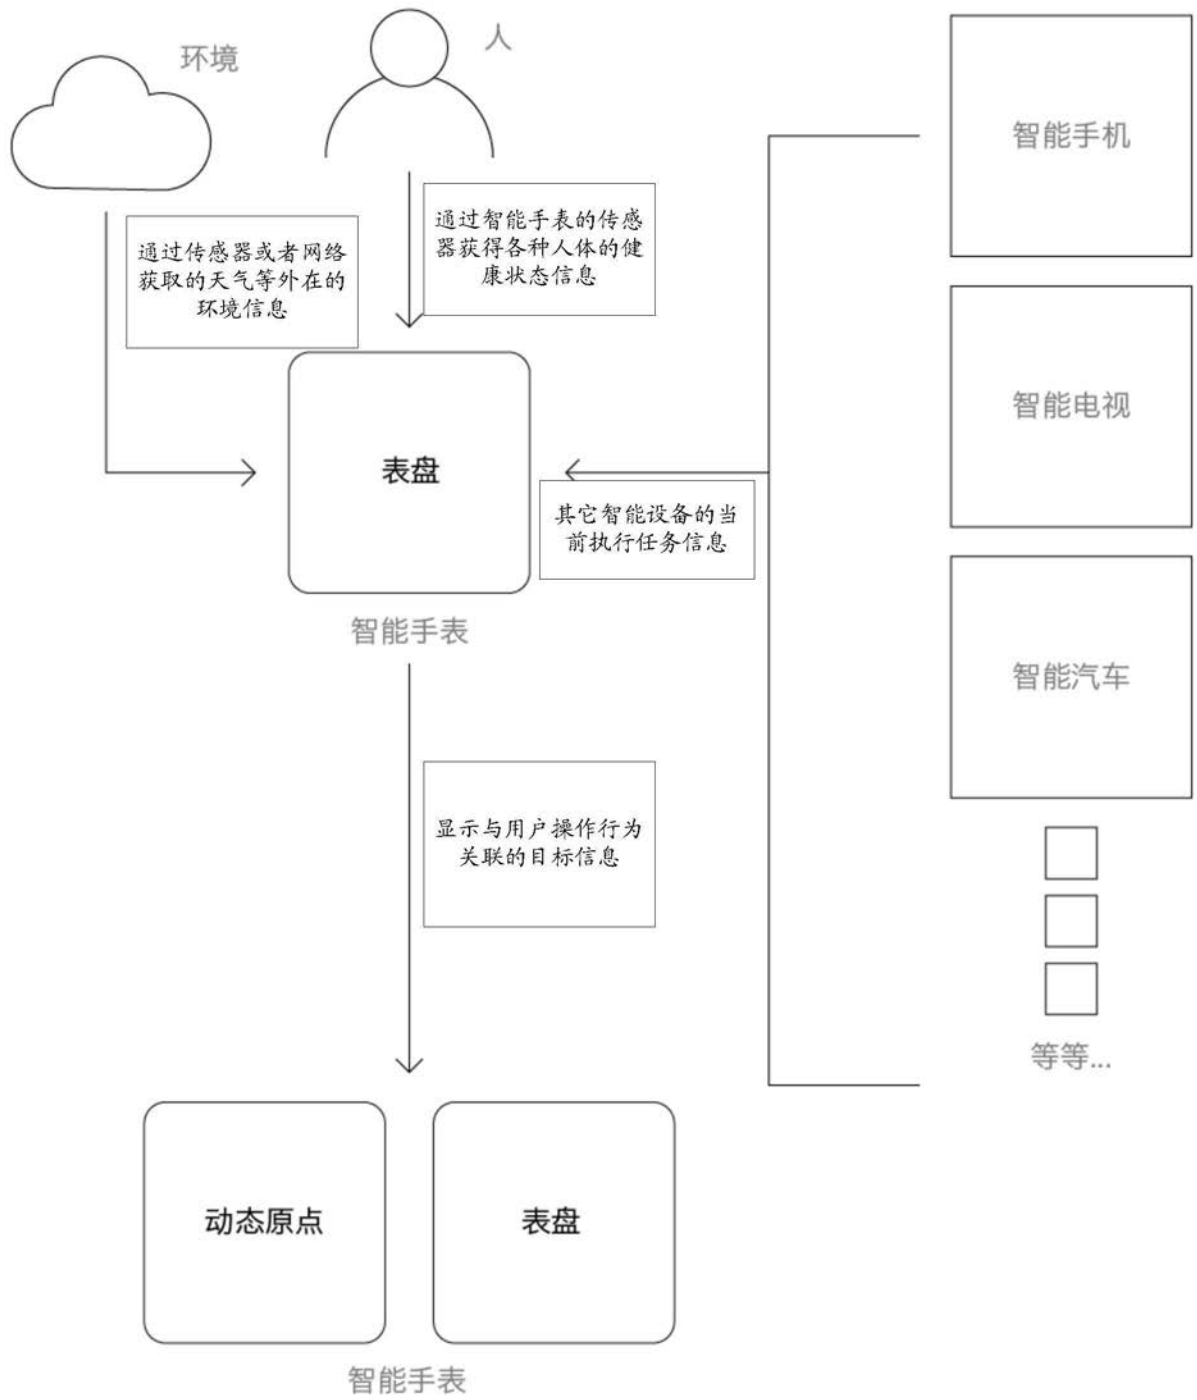 环境
人
智能手机
通过传感器或者网络
获取的天气等外在的
环境信息
通过智能手表的传感
器获得各种人体的健
康状态信息
智能电视
表盘
其它智能设备的当
前执行任务信息
智能手表
智能汽车
显示与用户操作行为
关联的目标信息
等等...
动态原点
表盘
智能手表